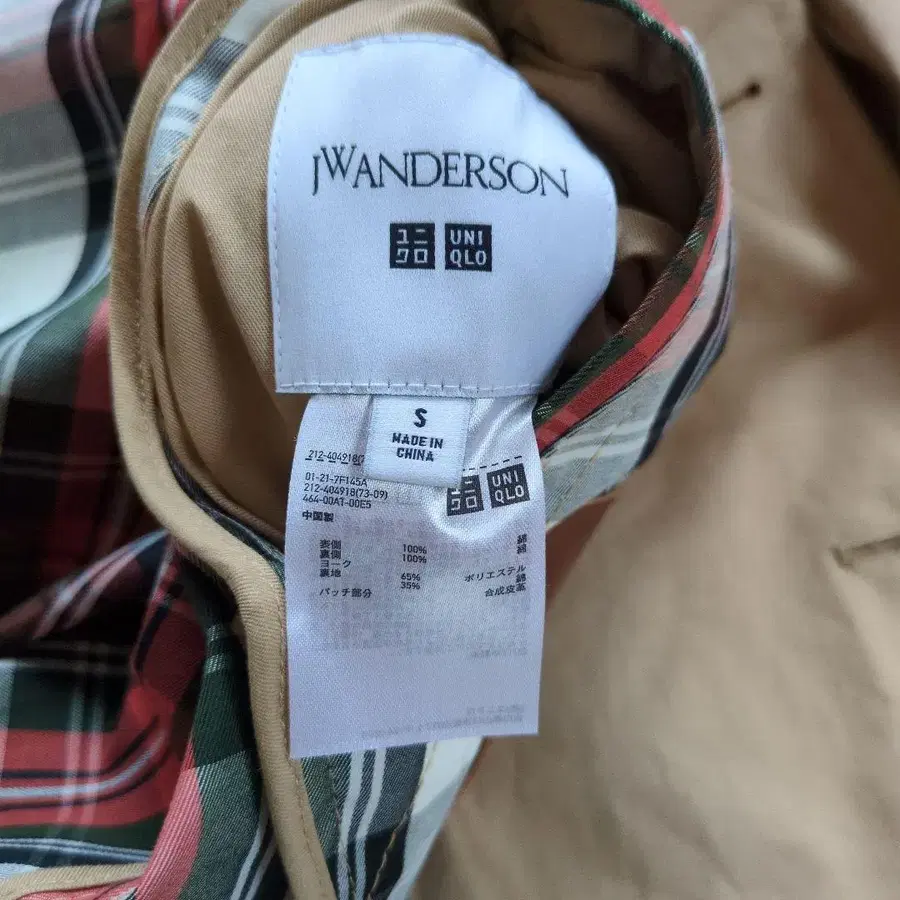 JWANDERSON
ユニ UNI
クロ QLO
S
MADE IN
CHINA
212-404918(7
01-21-7F145A
212-404918(73-09)
464-00A1-00E5
ユニ UNI
クロ QLO
中国製
表側 100% 綿
裏側 100% 綿
ヨーク
裏地 65% ポリエステル
35% 綿
パッチ部分 合成皮革